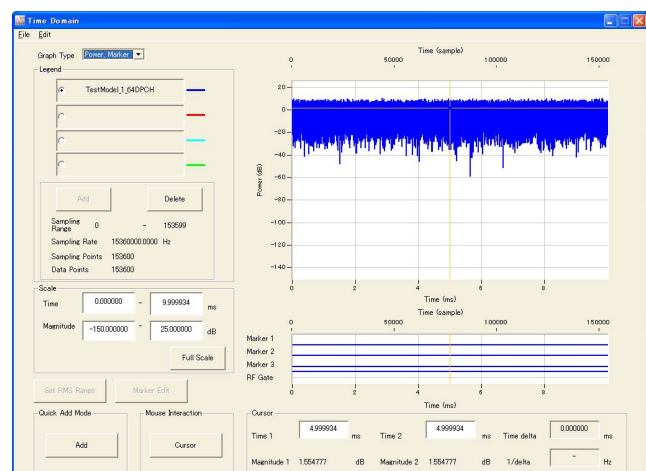 Time Domain
File Edit
Graph Type Power, Marker
Legend
TestModel_1_64DPCH
Add Delete
Sampling Range 0 - 153599
Sampling Rate 15360000.0000 Hz
Sampling Points 153600
Data Points 153600
Scale
Time 0.000000 - 9.999934 ms
Magnitude -150.000000 - 25.000000 dB
Full Scale
Set RMS Range Marker Edit
Quick Add Mode Mouse Interaction
Add Cursor
Time (sample)
0 50000 100000 150000
Power (dB)
20
0
-20
-40
-60
-80
-100
-120
-140
0 2 4 6 8
Time (ms)
Time (sample)
0 50000 100000 150000
Marker 1
Marker 2
Marker 3
RF Gate
0 2 4 6 8
Time (ms)
Cursor
Time 1 4.999934 ms Time 2 4.999934 ms Time delta 0.000000 ms
Magnitude 1 1.554777 dB Magnitude 2 1.554777 dB 1/delta - Hz